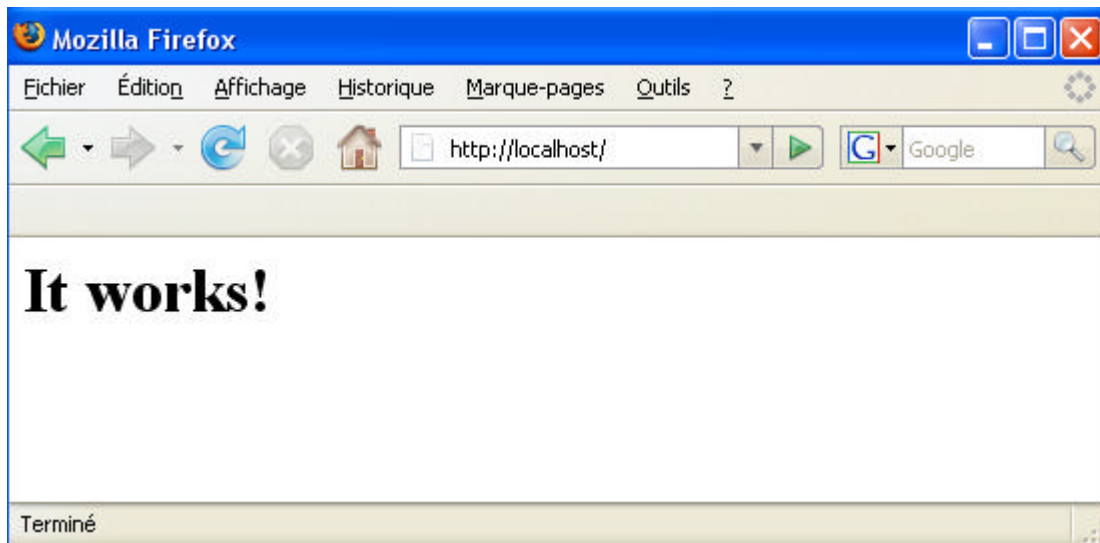 Mozilla Firefox
Fichier Édition Affichage Historique Marque-pages Outils ?
http://localhost/ G Google
It works!
Terminé